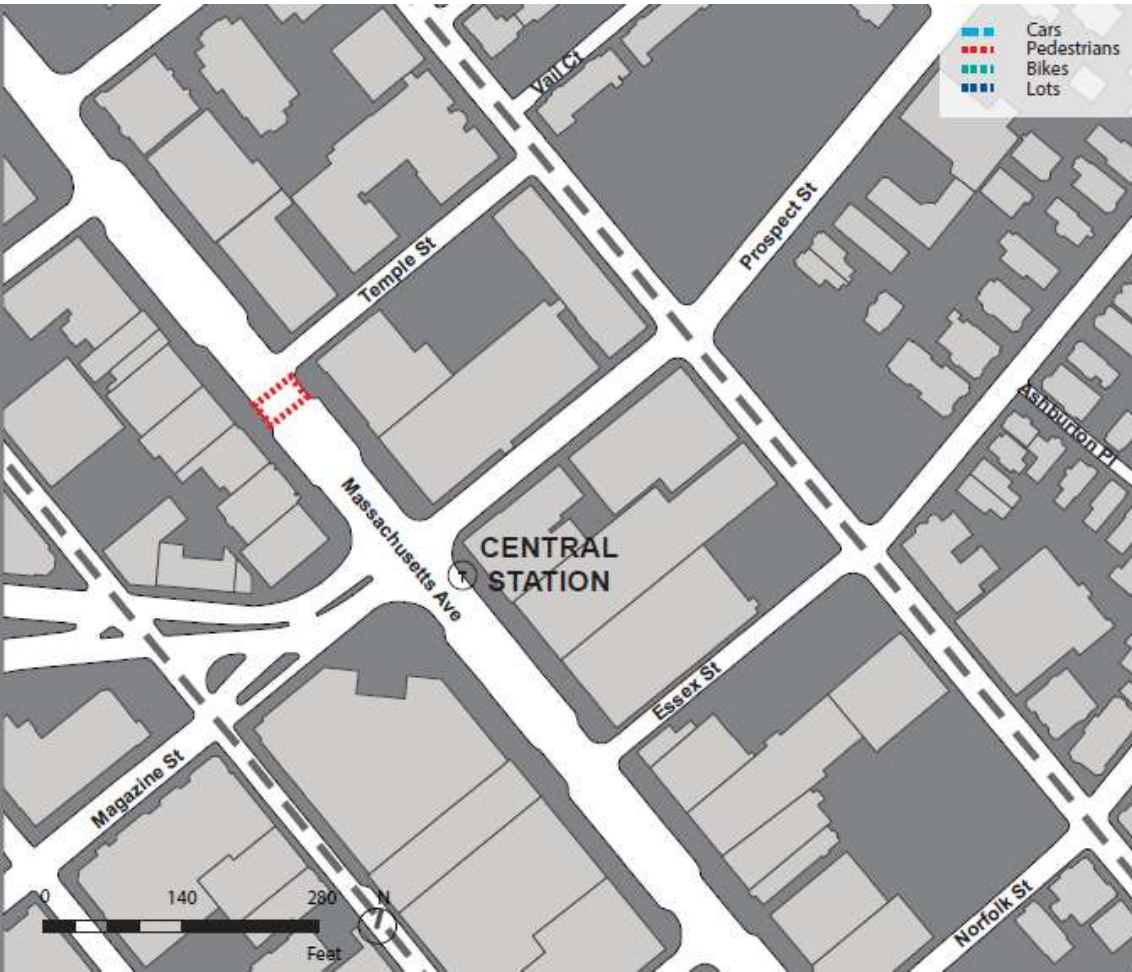 Cars
Pedestrians
Bikes
Lots
Vail Ct
Prospect St
Temple St
Ashburton Pl
Massachusetts Ave
CENTRAL
STATION
T
Essex St
Magazine St
0 140 280 N
Feet
Norfolk St